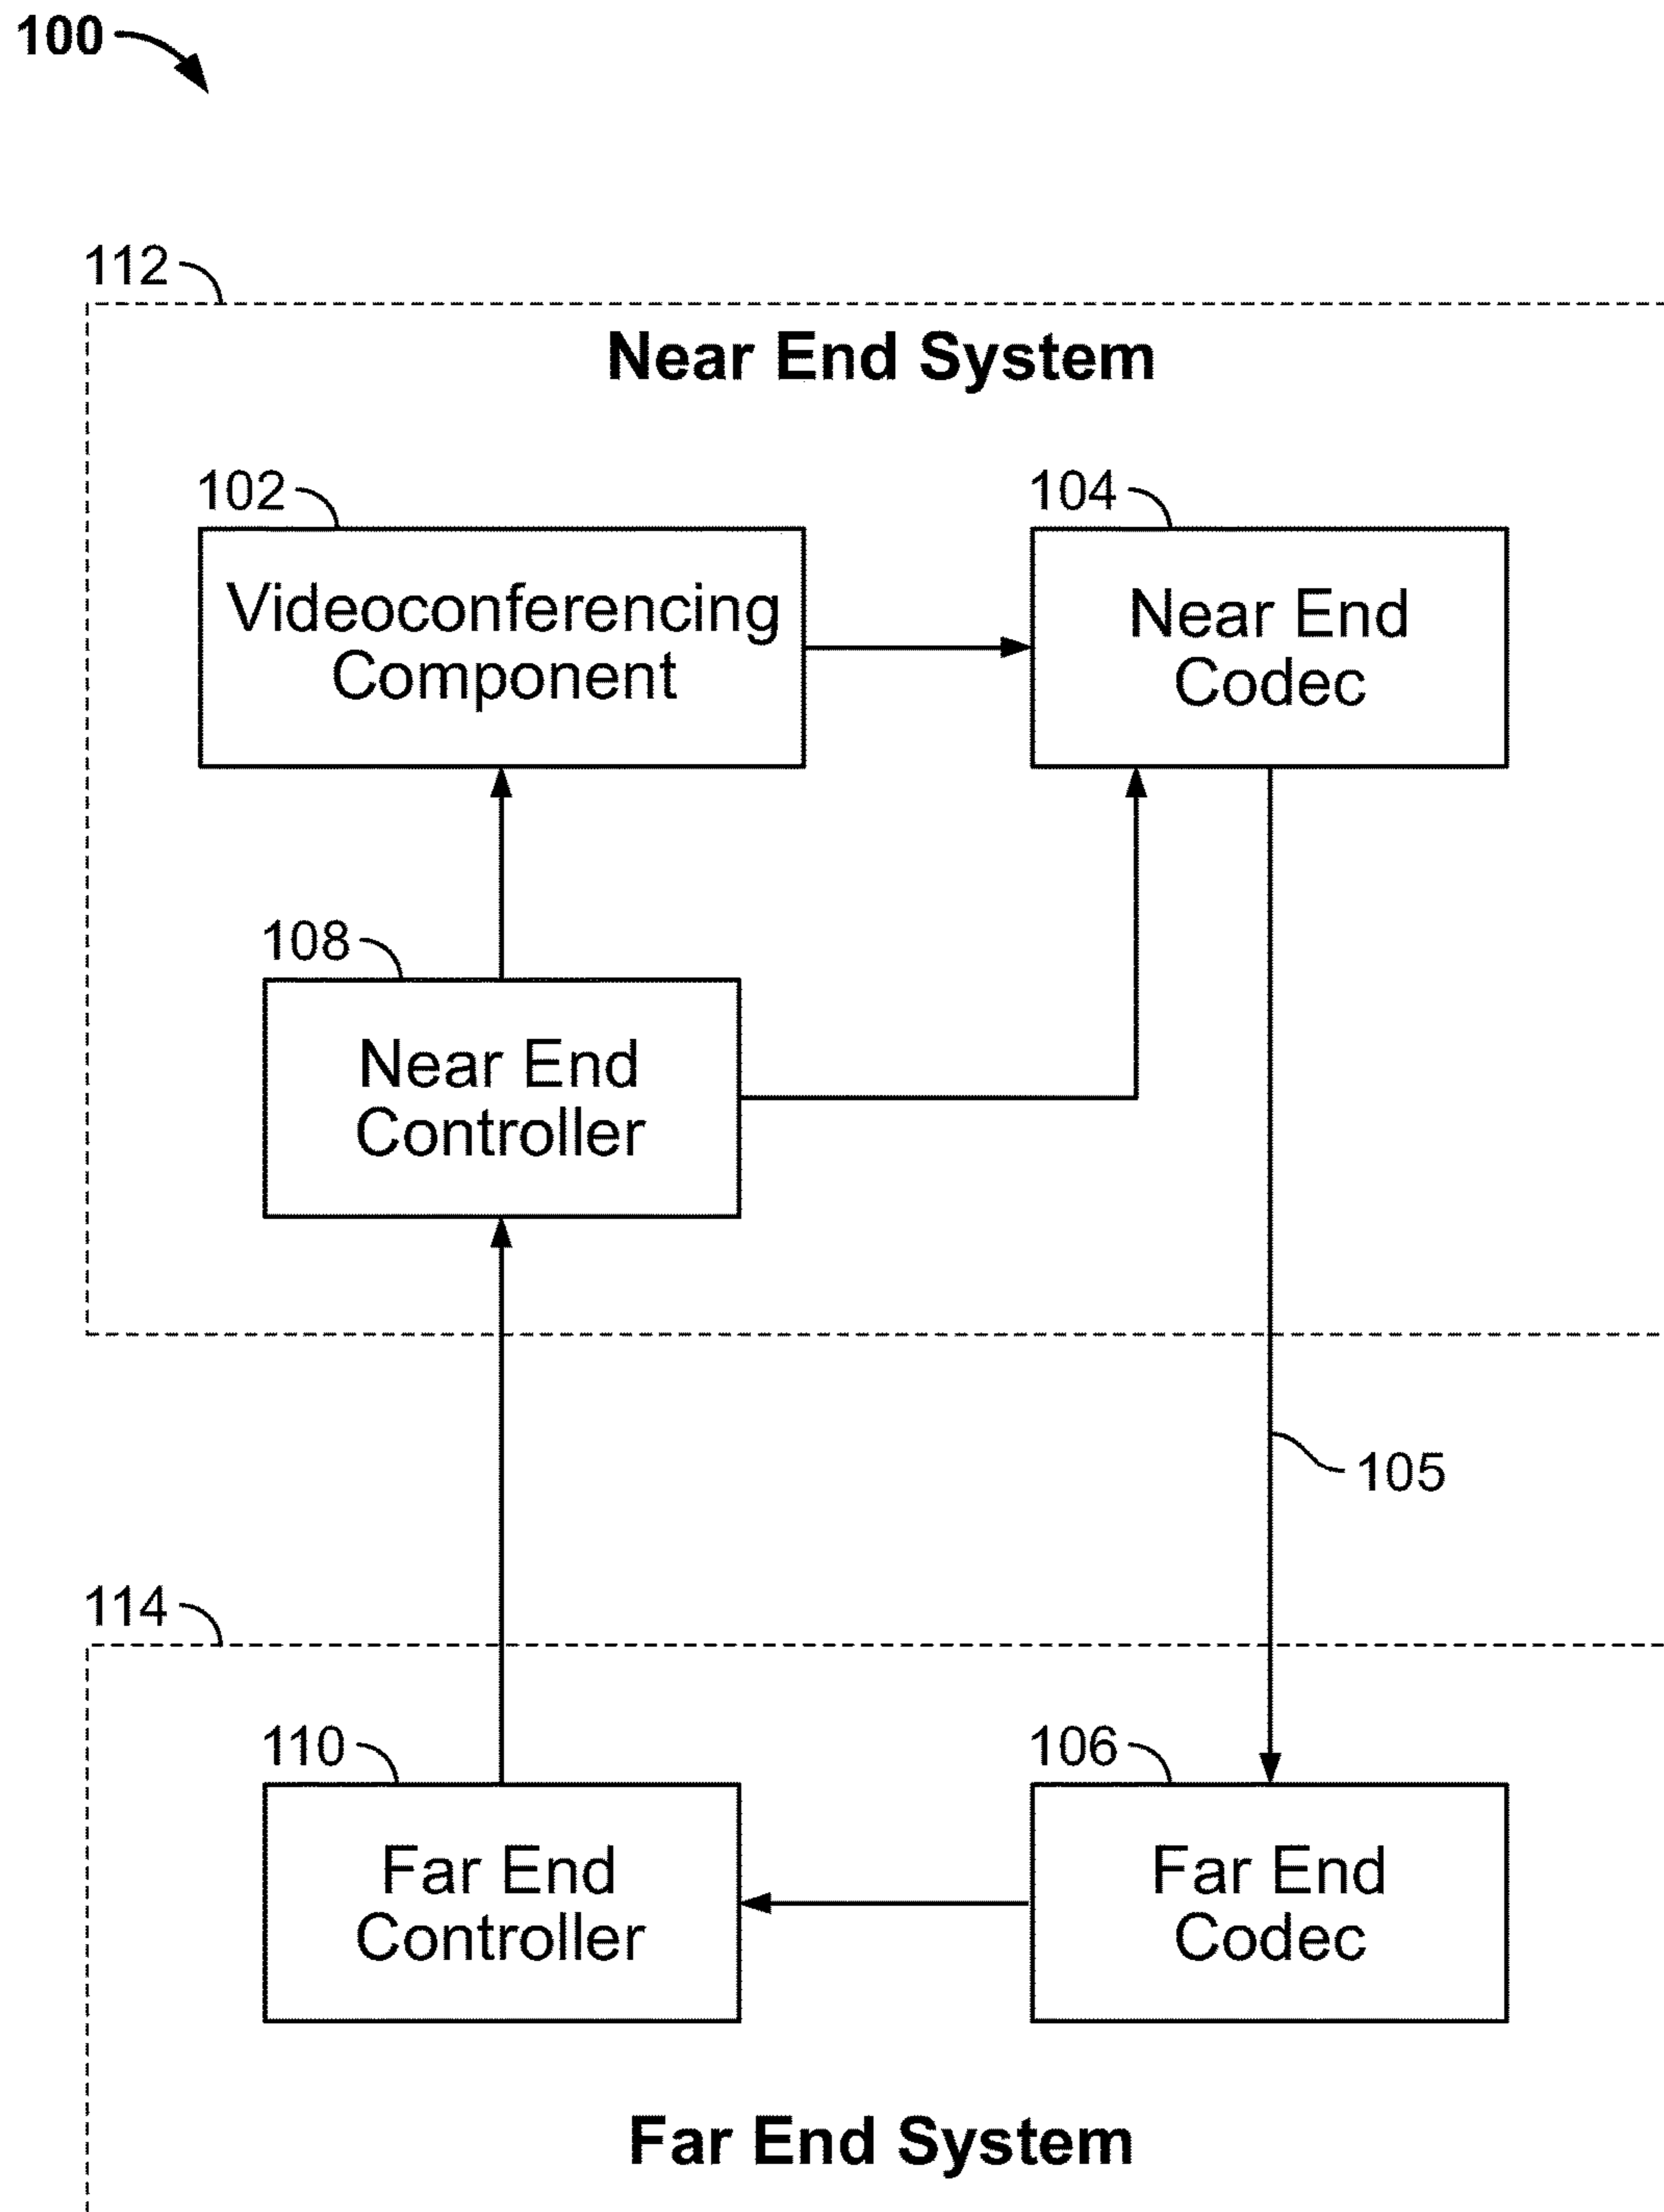 100
112
Near End System
102
104
Videoconferencing
Component
Near End
Codec
108
Near End
Controller
105
114
110
106
Far End
Controller
Far End
Codec
Far End System